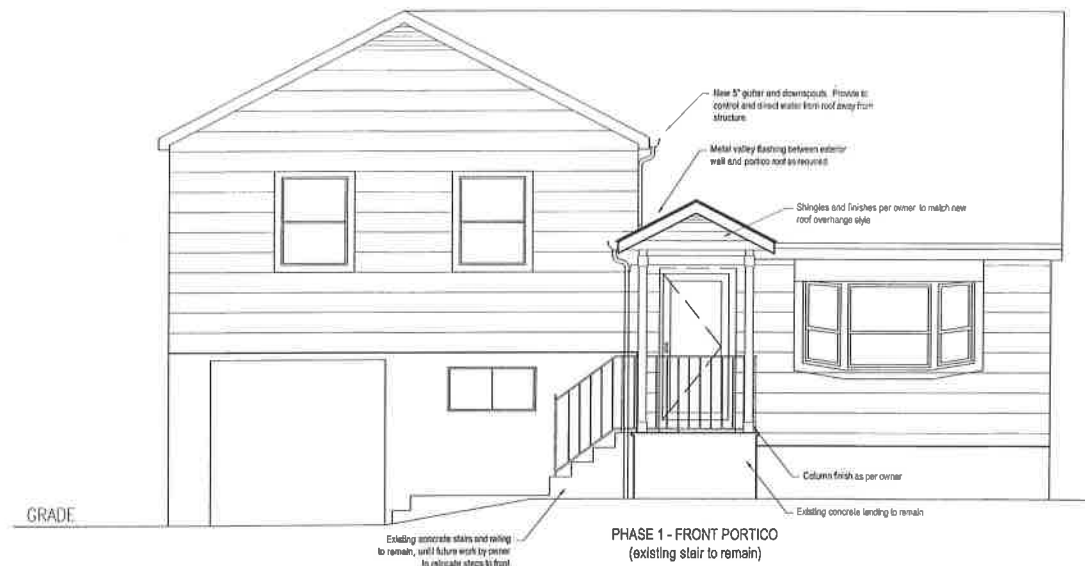 New 5" gutter and downspouts. Provide to
control and direct water from roof away from
structure.
Metal valley flashing between exterior
wall and portico roof as required.
Shingles and finishes per owner to match new
roof overhange style
Column finish as per owner
Existing concrete landing to remain
GRADE
Existing concrete stairs and railing
to remain, until future work by owner
to relocate steps to front
PHASE 1 - FRONT PORTICO
(existing stair to remain)